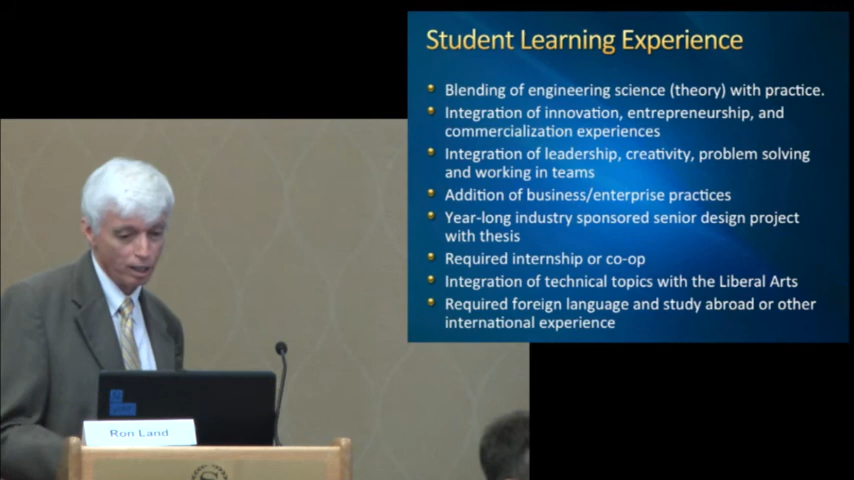 Student Learning Experience
Blending of engineering science (theory) with practice.
Integration of innovation, entrepreneurship, and
commercialization experiences
Integration of leadership, creativity, problem solving
and working in teams
Addition of business/enterprise practices
Year-long industry sponsored senior design project
with thesis
Required internship or co-op
Integration of technical topics with the Liberal Arts
Required foreign language and study abroad or other
international experience
Ron Land
S